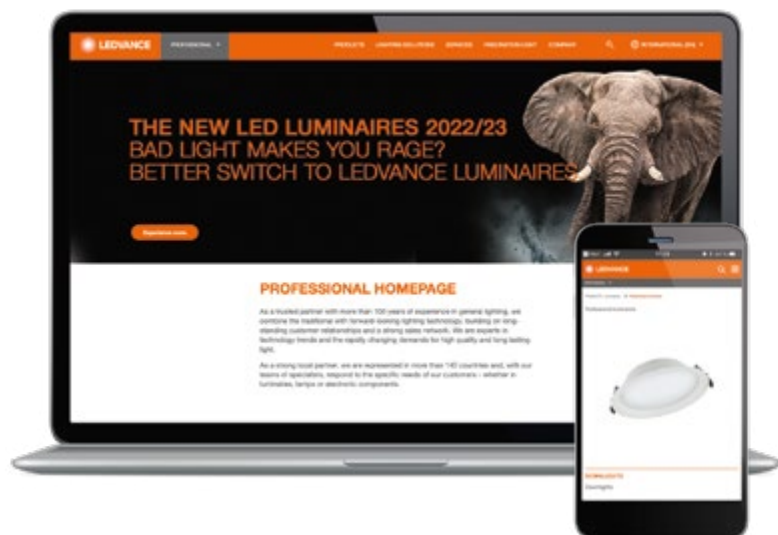 LEDVANCE
PROFESSIONAL
PRODUCTS LIGHTING SOLUTIONS SERVICES COMPANY
INTERNATIONAL (EN)
THE NEW LED LUMINAIRES 2022/23
BAD LIGHT MAKES YOU RAGE?
BETTER SWITCH TO LEDVANCE LUMINAIRES
PROFESSIONAL HOMEPAGE
As a trusted partner with more than 100 years of experience in general lighting, we
combine the traditional with forward-looking lighting technology, building on long-
standing customer relationships and a strong sales network. We are experts in
technology trends and the rapidly changing demands for high quality and long lasting
light.
As a strong local partner, we are represented in more than 140 countries and, with our
teams of specialists, respond to the specific needs of our customers – whether in
luminaires, lamps or electronic components.
LEDVANCE
DOWNLIGHTS
Downlights